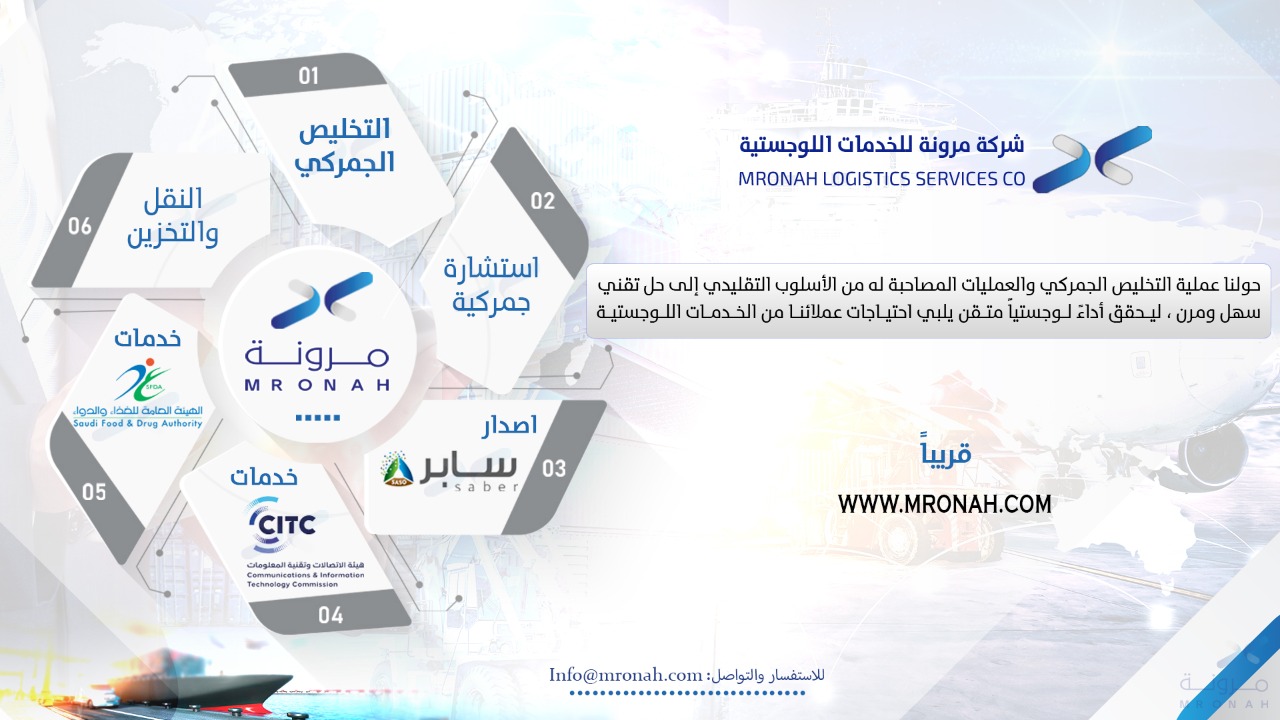 شركة مرونة للخدمات اللوجستية
MRONAH LOGISTICS SERVICES CO
حولنا عملية التخليص الجمركي والعمليات المصاحبة له من الأسلوب التقليدي إلى حل تقني
سهل ومرن ، ليحقق أداءً لوجستياً متقن يلبي احتياجات عملائنا من الخدمات اللوجستية
قريباً
WWW.MRONAH.COM
01
التخليص
الجمركي
02
استشارة
جمركية
03
اصدار
سابر
saber
SASO
04
خدمات
CITC
هيئة الاتصالات وتقنية المعلومات
Communications & Information
Technology Commission
05
خدمات
SFDA
الهيئة العامة للغذاء والدواء
Saudi Food & Drug Authority
06
النقل
والتخزين
مرونة
MRONAH
للاستفسار والتواصل: Info@mronah.com
مرونة
MRONAH